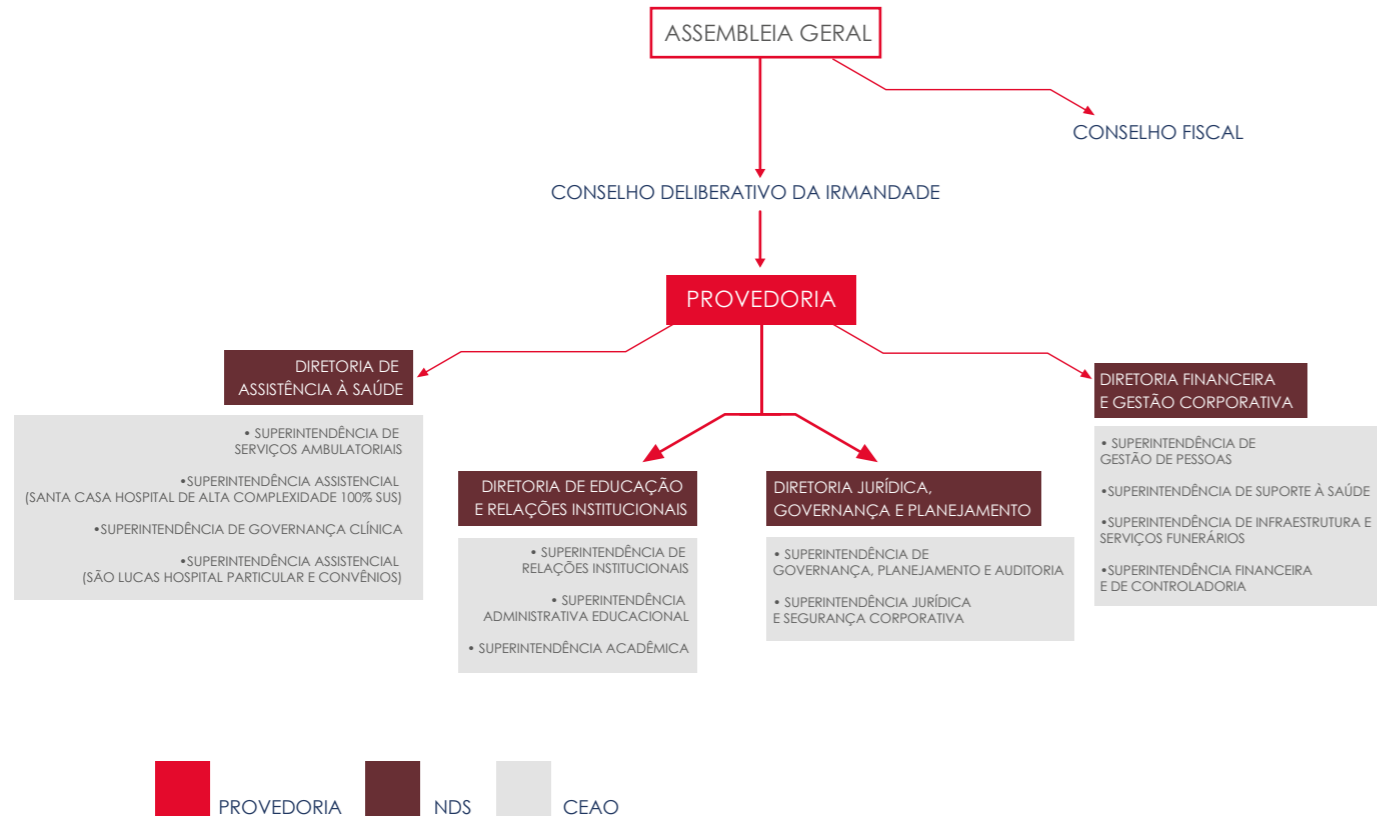 ASSEMBLEIA GERAL
CONSELHO FISCAL
CONSELHO DELIBERATIVO DA IRMANDADE
PROVEDORIA
DIRETORIA DE
ASSISTÊNCIA À SAÚDE
• SUPERINTENDÊNCIA DE
SERVIÇOS AMBULATORIAIS
•SUPERINTENDÊNCIA ASSISTENCIAL
(SANTA CASA HOSPITAL DE ALTA COMPLEXIDADE 100% SUS)
•SUPERINTENDÊNCIA DE GOVERNANÇA CLÍNICA
•SUPERINTENDÊNCIA ASSISTENCIAL
(SÃO LUCAS HOSPITAL PARTICULAR E CONVÊNIOS)
DIRETORIA DE EDUCAÇÃO
E RELAÇÕES INSTITUCIONAIS
• SUPERINTENDÊNCIA DE
RELAÇÕES INSTITUCIONAIS
• SUPERINTENDÊNCIA
ADMINISTRATIVA EDUCACIONAL
• SUPERINTENDÊNCIA ACADÊMICA
DIRETORIA JURÍDICA,
GOVERNANÇA E PLANEJAMENTO
• SUPERINTENDÊNCIA DE
GOVERNANÇA, PLANEJAMENTO E AUDITORIA
• SUPERINTENDÊNCIA JURÍDICA
E SEGURANÇA CORPORATIVA
DIRETORIA FINANCEIRA
E GESTÃO CORPORATIVA
• SUPERINTENDÊNCIA DE
GESTÃO DE PESSOAS
•SUPERINTENDÊNCIA DE SUPORTE À SAÚDE
•SUPERINTENDÊNCIA DE INFRAESTRUTURA E
SERVIÇOS FUNERÁRIOS
•SUPERINTENDÊNCIA FINANCEIRA
E DE CONTROLADORIA
PROVEDORIA
NDS
CEAO